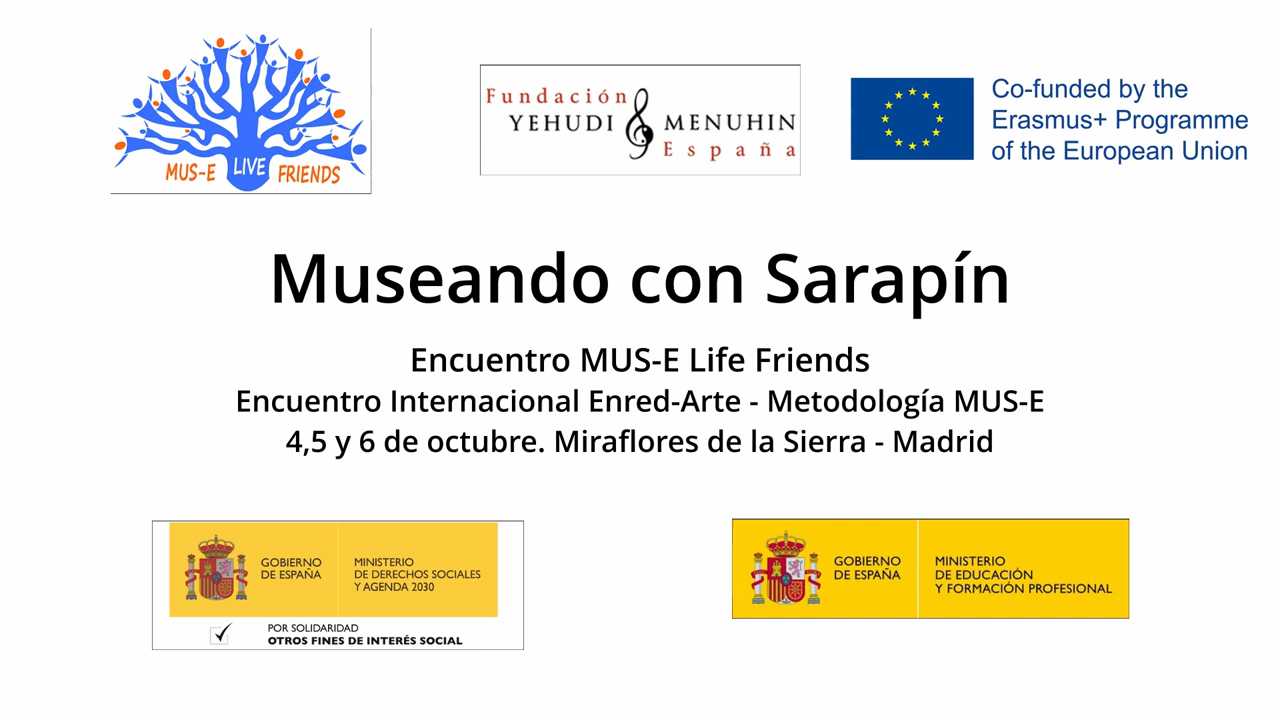 MUS-E LIVE FRIENDS
Fundación
YEHUDI MENUHIN
España
Co-funded by the
Erasmus+ Programme
of the European Union
Museando con Sarapín
Encuentro MUS-E Life Friends
Encuentro Internacional Enred-Arte - Metodología MUS-E
4,5 y 6 de octubre. Miraflores de la Sierra - Madrid
GOBIERNO
DE ESPAÑA
MINISTERIO
DE DERECHOS SOCIALES
Y AGENDA 2030
POR SOLIDARIDAD
OTROS FINES DE INTERÉS SOCIAL
GOBIERNO
DE ESPAÑA
MINISTERIO
DE EDUCACIÓN
Y FORMACIÓN PROFESIONAL